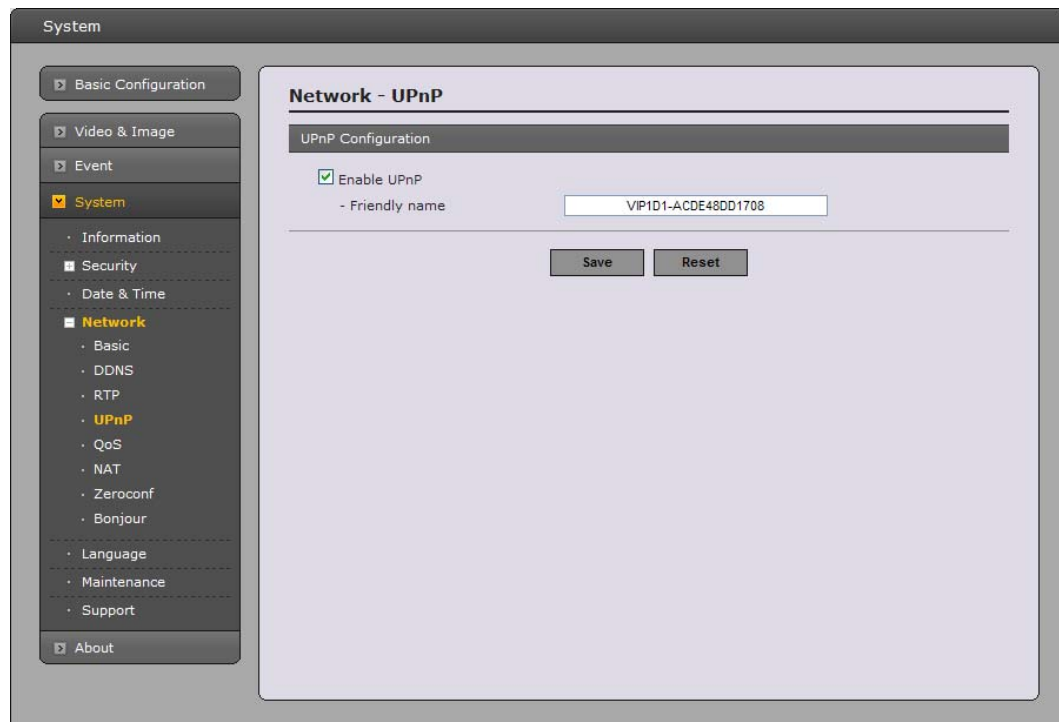 System
Basic Configuration
Video & Image
Event
System
· Information
Security
· Date & Time
Network
· Basic
· DDNS
· RTP
· UPnP
· QoS
· NAT
· Zeroconf
· Bonjour
· Language
· Maintenance
· Support
About
Network - UPnP
UPnP Configuration
Enable UPnP
- Friendly name VIP1D1-ACDE48DD1708
Save Reset